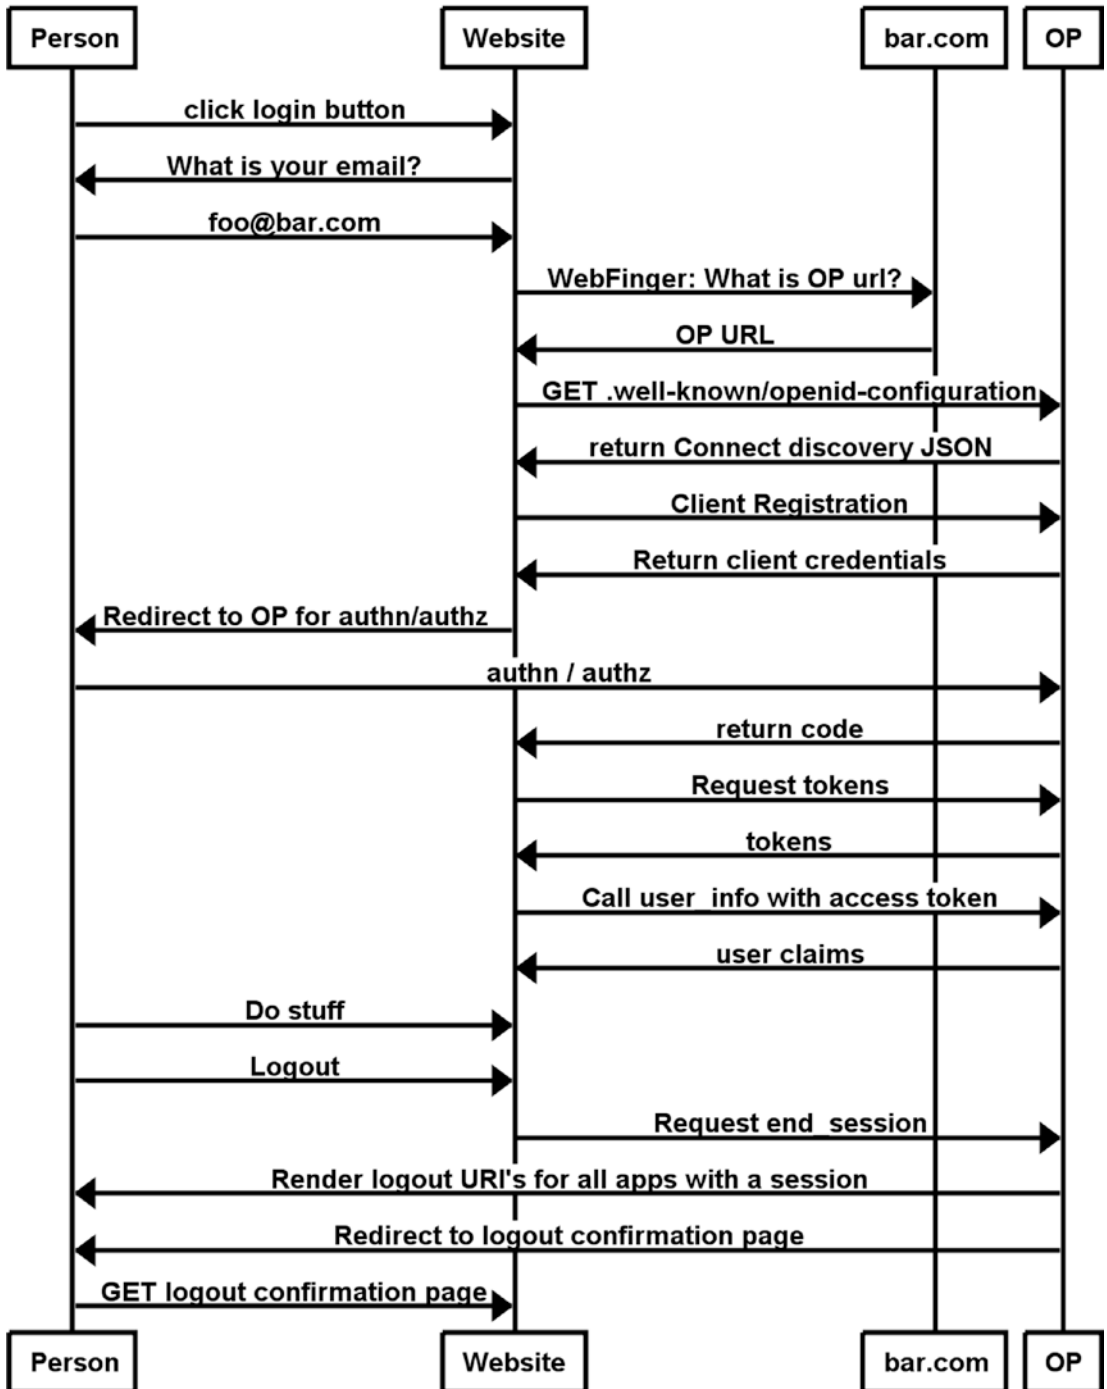 Person
Website
bar.com
OP
click login button
What is your email?
foo@bar.com
WebFinger: What is OP url?
OP URL
GET .well-known/openid-configuration
return Connect discovery JSON
Client Registration
Return client credentials
Redirect to OP for authn/authz
authn / authz
return code
Request tokens
tokens
Call user_info with access token
user claims
Do stuff
Logout
Request end_session
Render logout URI's for all apps with a session
Redirect to logout confirmation page
GET logout confirmation page
Person
Website
bar.com
OP